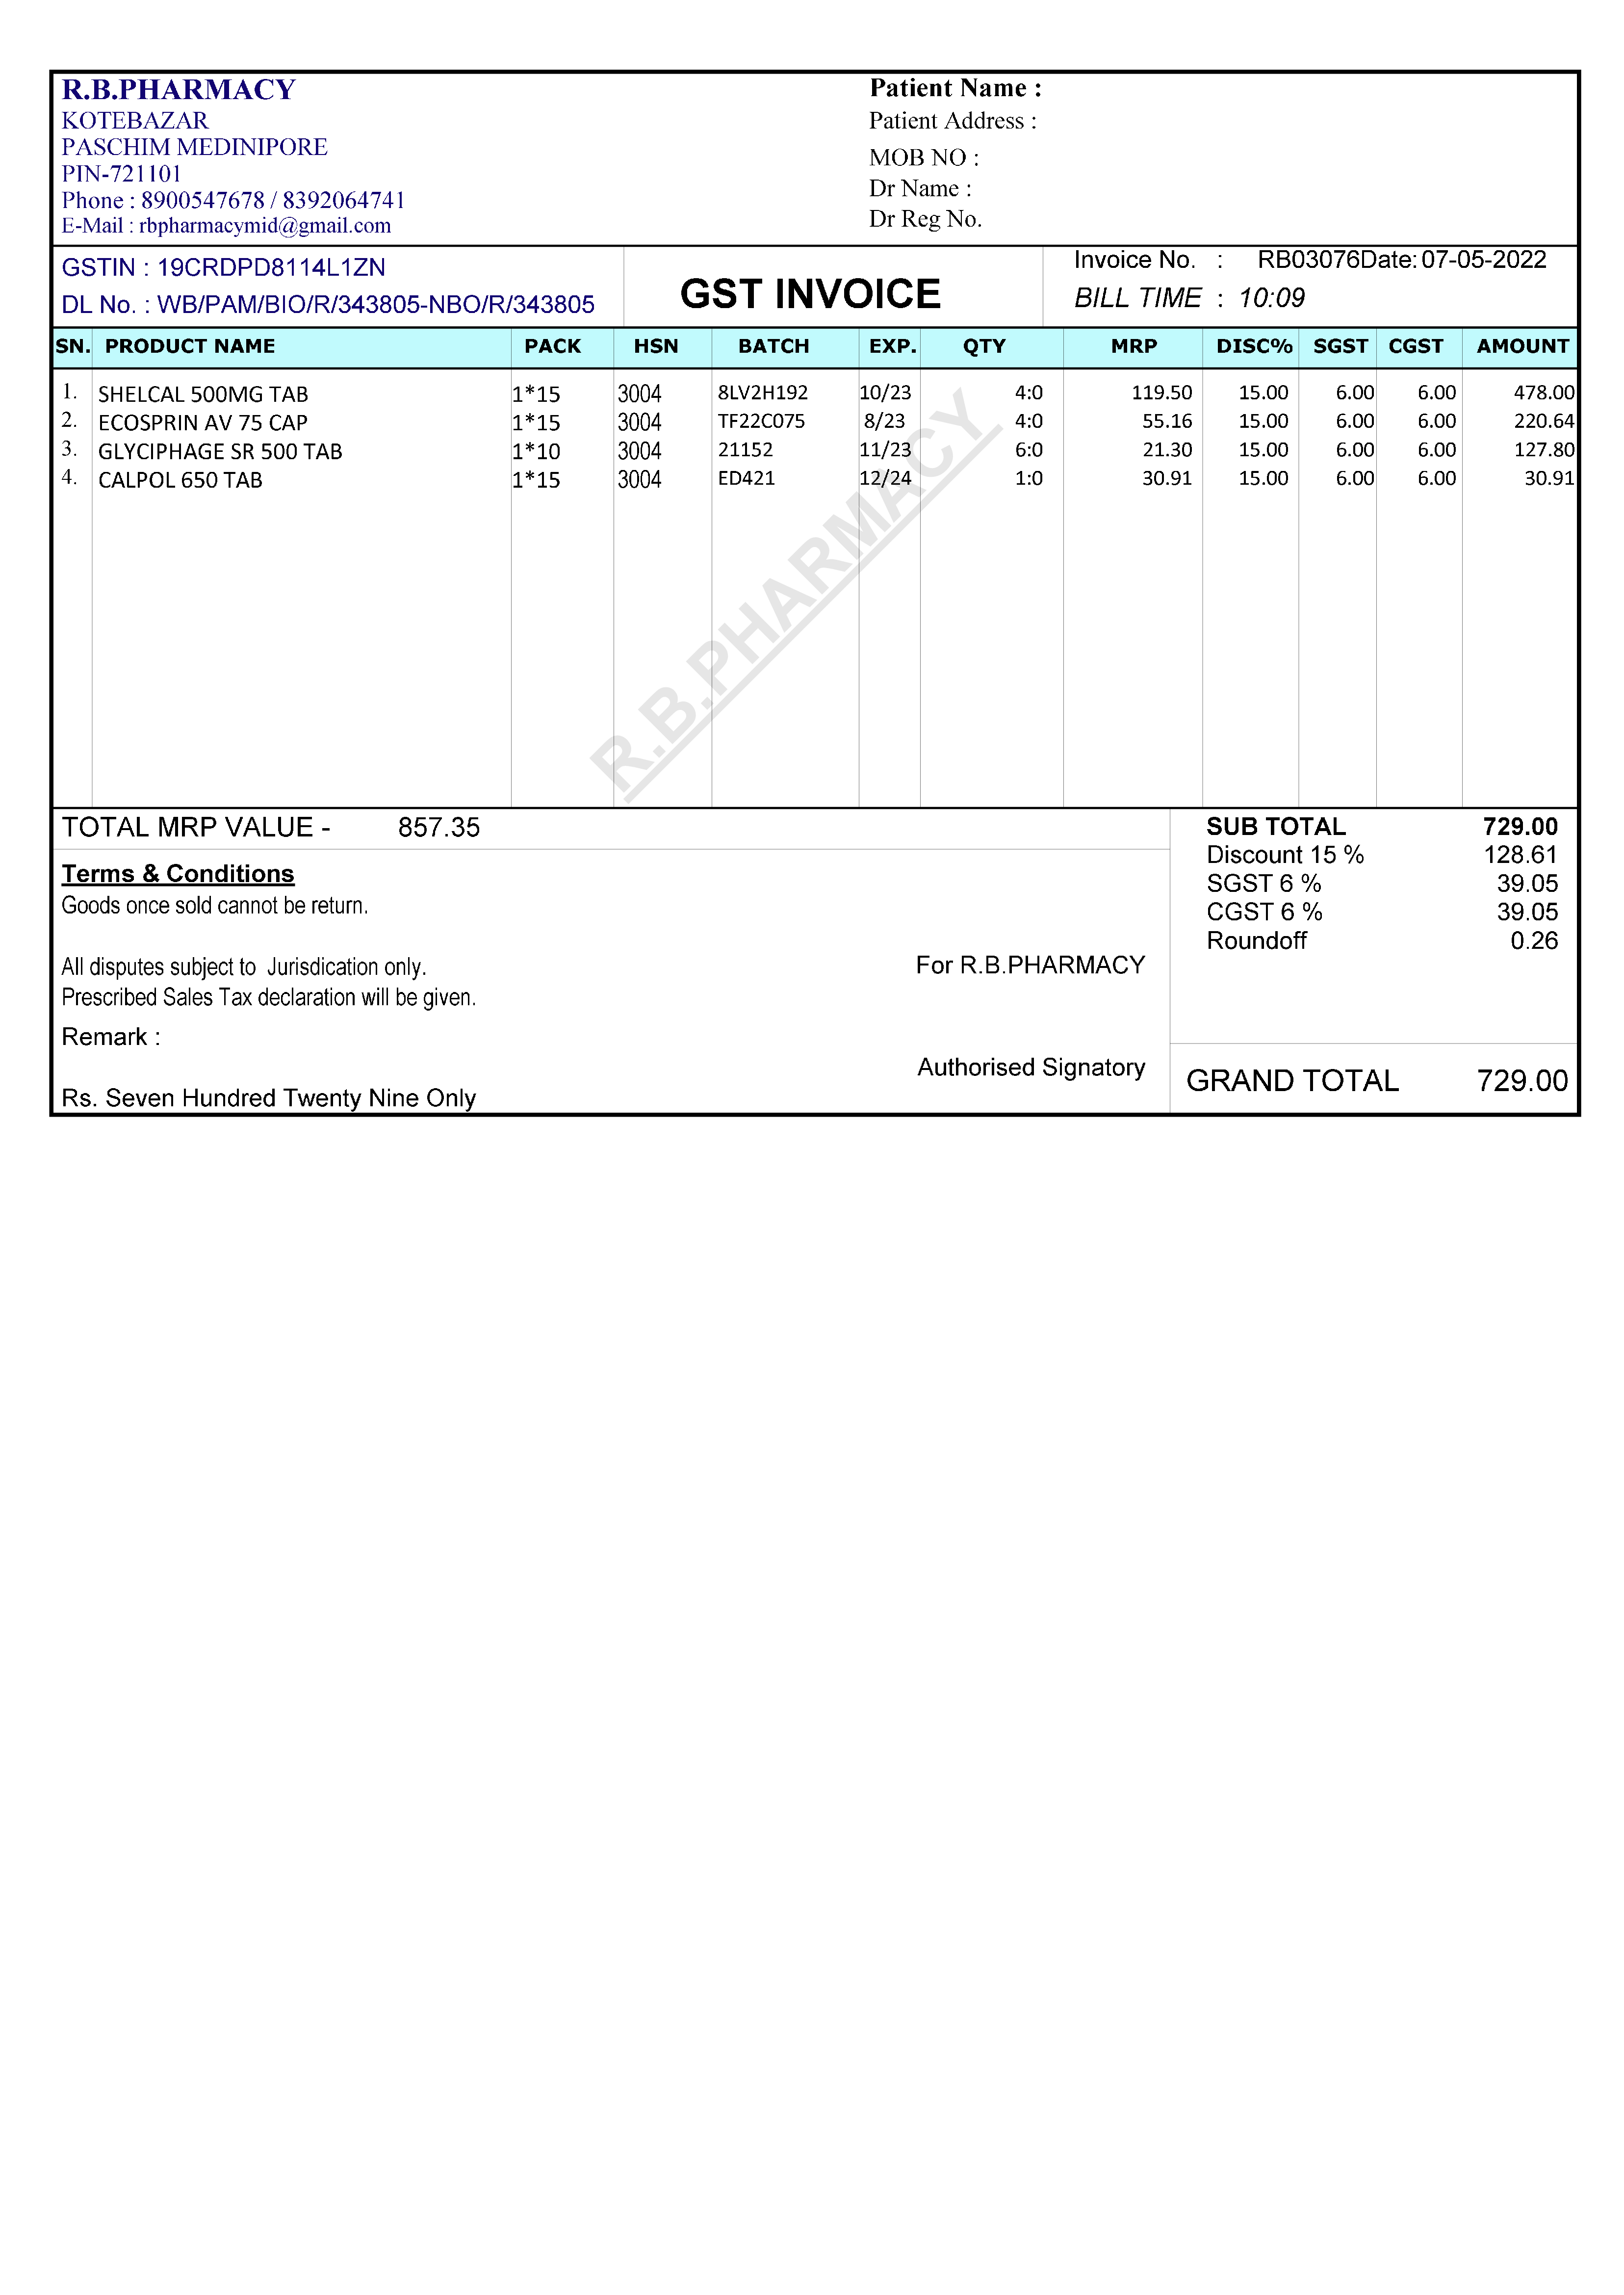 R.B.PHARMACY
KOTEBAZAR
PASCHIM MEDINIPORE
PIN-721101
Phone : 8900547678 / 8392064741
E-Mail : rbpharmacymid@gmail.com
Patient Name :
Patient Address :
MOB NO :
Dr Name :
Dr Reg No.
GSTIN : 19CRDPD8114L1ZN
DL No. : WB/PAM/BIO/R/343805-NBO/R/343805
GST INVOICE
Invoice No. : RB03076Date: 07-05-2022
BILL TIME : 10:09
SN. PRODUCT NAME PACK HSN BATCH EXP. QTY MRP DISC% SGST CGST AMOUNT
1. SHELCAL 500MG TAB 1*15 3004 8LV2H192 10/23 4:0 119.50 15.00 6.00 6.00 478.00
2. ECOSPRIN AV 75 CAP 1*15 3004 TF22C075 8/23 4:0 55.16 15.00 6.00 6.00 220.64
3. GLYCIPHAGE SR 500 TAB 1*10 3004 21152 11/23 6:0 21.30 15.00 6.00 6.00 127.80
4. CALPOL 650 TAB 1*15 3004 ED421 12/24 1:0 30.91 15.00 6.00 6.00 30.91
R.B.PHARMACY
TOTAL MRP VALUE - 857.35
Terms & Conditions
Goods once sold cannot be return.
All disputes subject to Jurisdication only.
Prescribed Sales Tax declaration will be given.
Remark :
Rs. Seven Hundred Twenty Nine Only
For R.B.PHARMACY
Authorised Signatory
SUB TOTAL 729.00
Discount 15 % 128.61
SGST 6 % 39.05
CGST 6 % 39.05
Roundoff 0.26
GRAND TOTAL 729.00